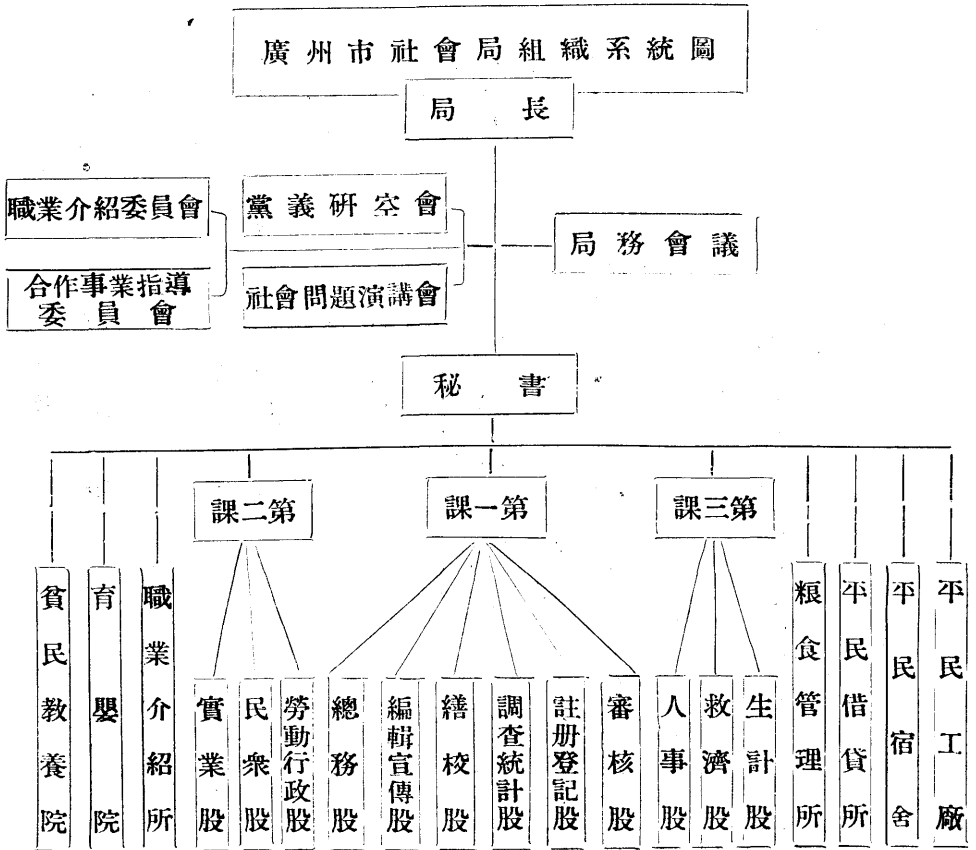 廣州市社會局組織系統圖
局長
職業介紹委員會
黨義研究會
局務會議
合作事業指導
委員會
社會問題演講會
秘書
第二課
第一課
第三課
貧民教養院
育嬰院
職業介紹所
實業股
民衆股
勞動行政股
總務股
編輯宣傳股
繕校股
調查統計股
註册登記股
審核股
人事股
救濟股
生計股
粮食管理所
平民借貸所
平民宿舍
平民工廠